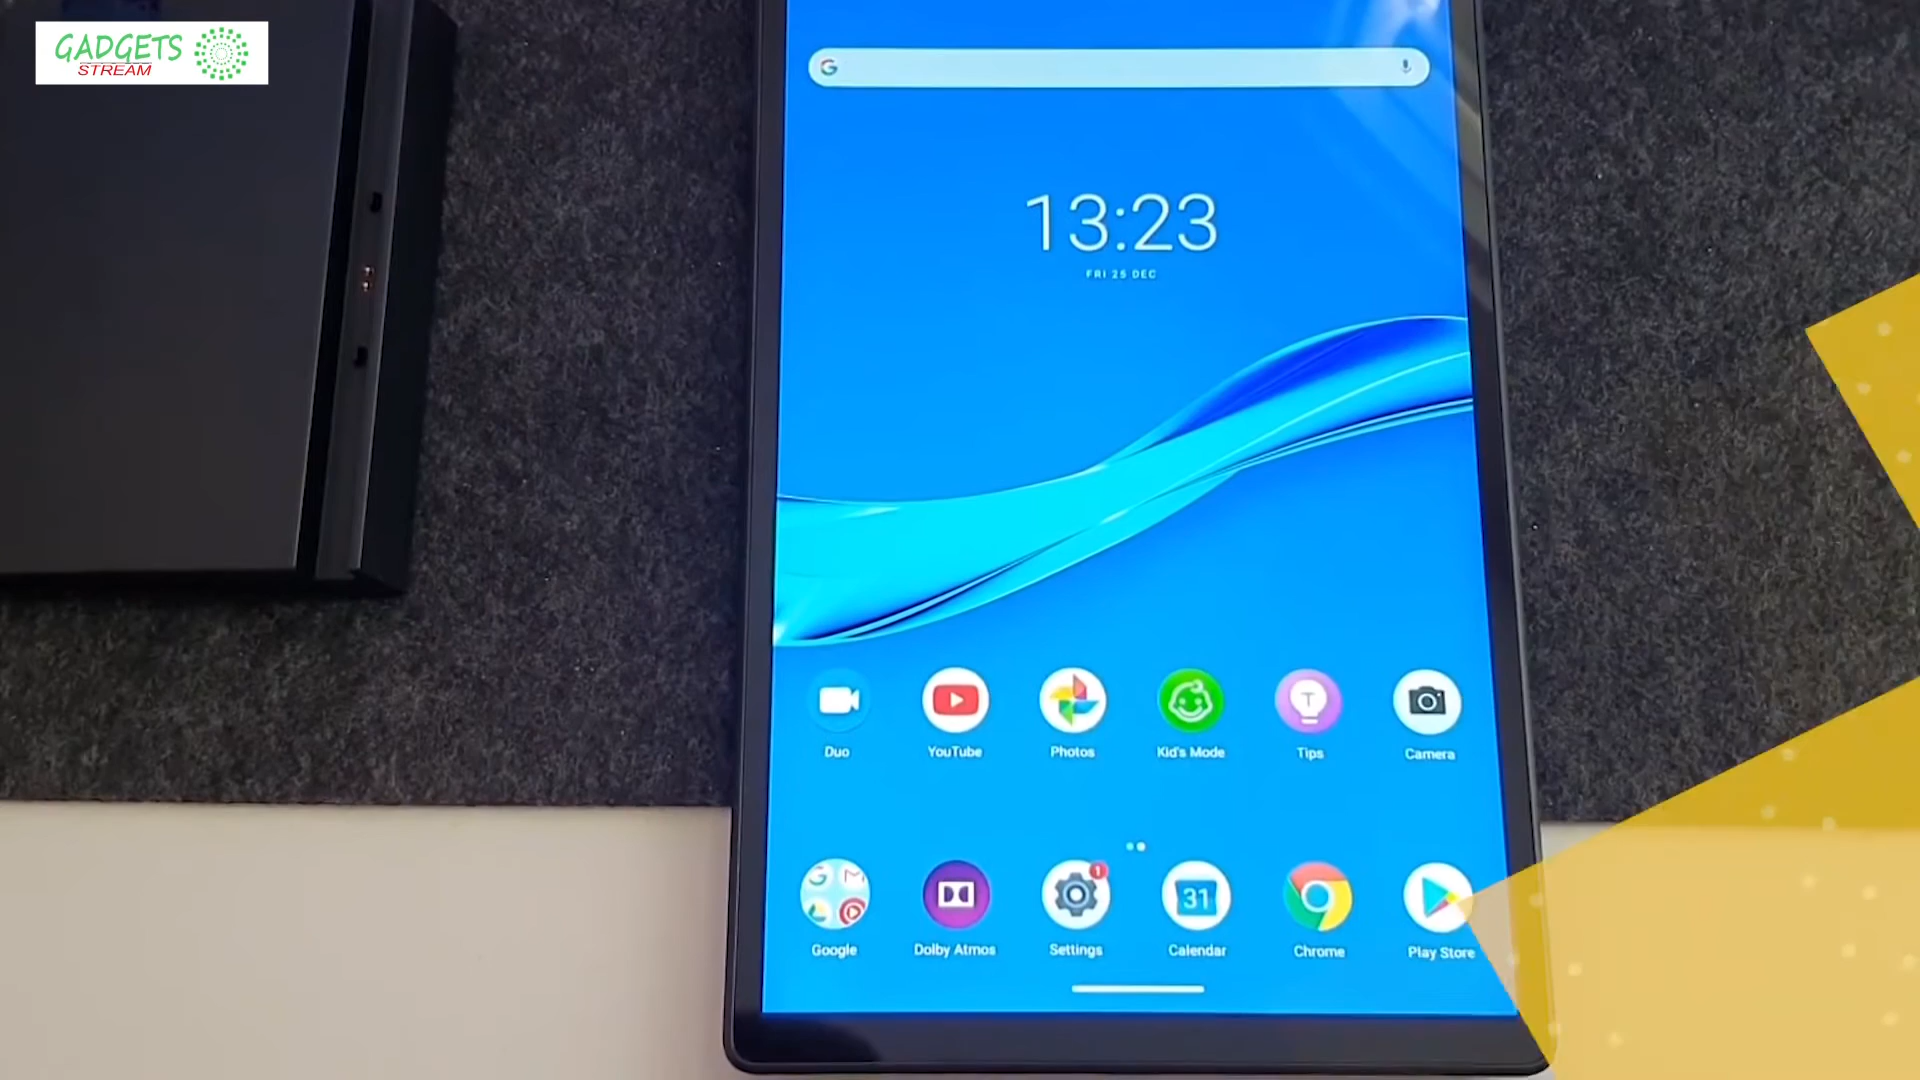 GADGETS
STREAM
G
13:23
FRI 25 DEC
Duo
YouTube
Photos
Kid's Mode
T
Tips
Camera
G
M
1
31
Google
Dolby Atmos
Settings
Calendar
Chrome
Play Store